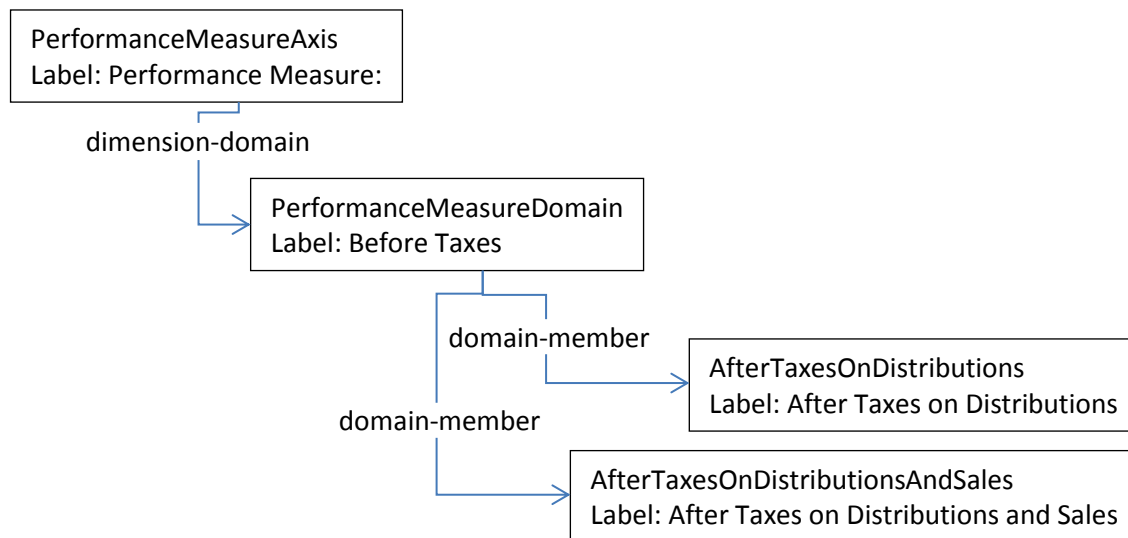 PerformanceMeasureAxis
Label: Performance Measure:
dimension-domain
PerformanceMeasureDomain
Label: Before Taxes
domain-member
AfterTaxesOnDistributions
Label: After Taxes on Distributions
domain-member
AfterTaxesOnDistributionsAndSales
Label: After Taxes on Distributions and Sales